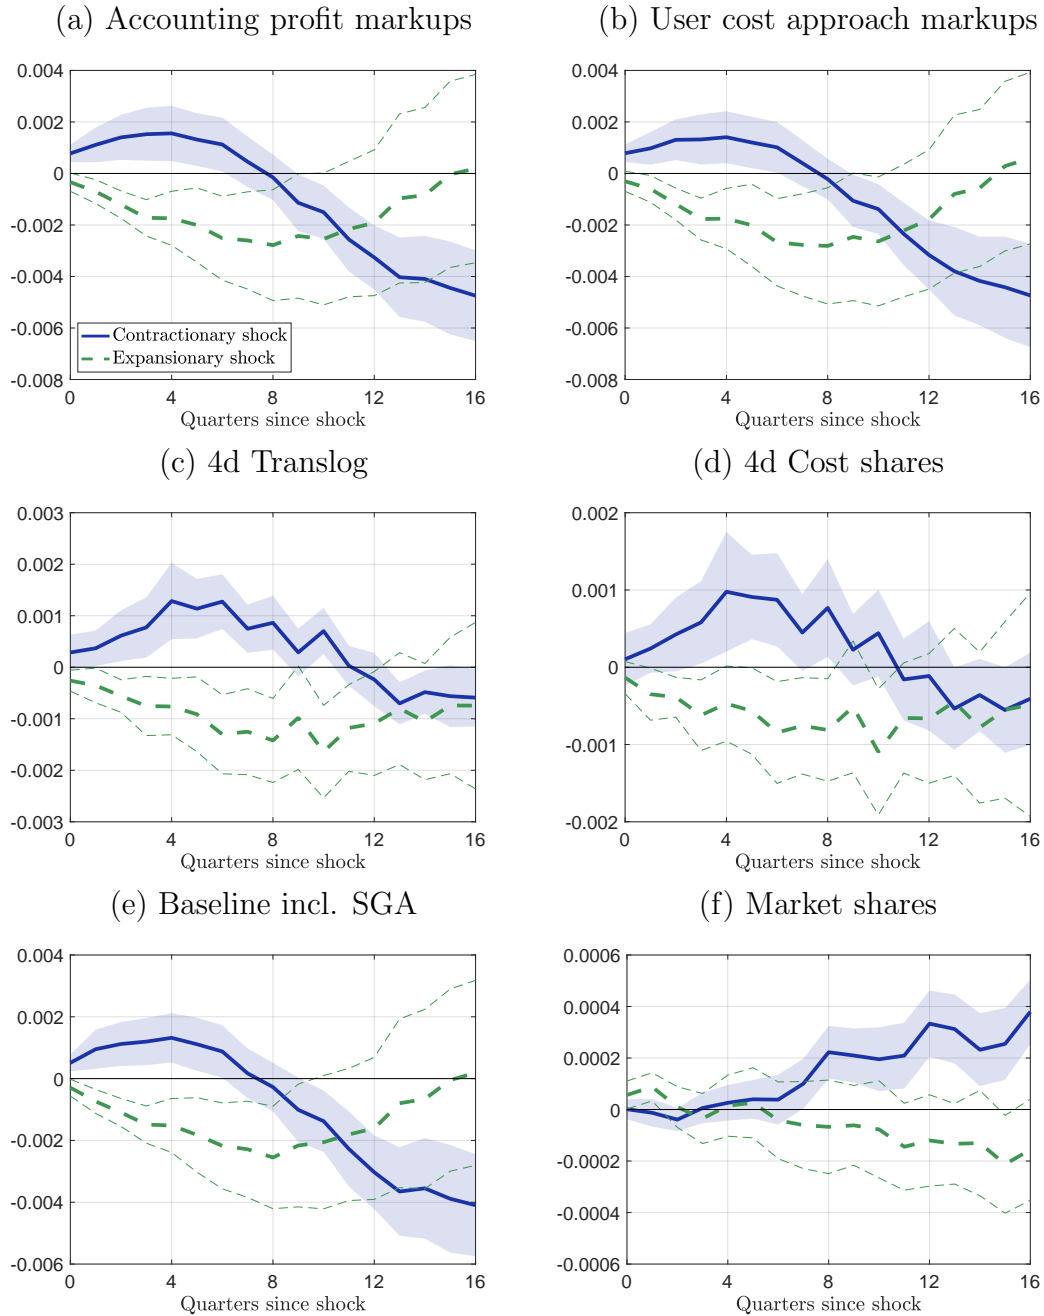 (a) Accounting profit markups
(b) User cost approach markups
0.004
0.002
0
-0.002
-0.004
-0.006
-0.008
Contractionary shock
Expansionary shock
0 4 8 12 16
Quarters since shock
0.004
0.002
0
-0.002
-0.004
-0.006
-0.008
0 4 8 12 16
Quarters since shock
(c) 4d Translog
(d) 4d Cost shares
0.003
0.002
0.001
0
-0.001
-0.002
-0.003
0 4 8 12 16
Quarters since shock
0.002
0.001
0
-0.001
-0.002
0 4 8 12 16
Quarters since shock
(e) Baseline incl. SGA
(f) Market shares
0.004
0.002
0
-0.002
-0.004
-0.006
0 4 8 12 16
Quarters since shock
0.0006
0.0004
0.0002
0
-0.0002
-0.0004
-0.0006
0 4 8 12 16
Quarters since shock